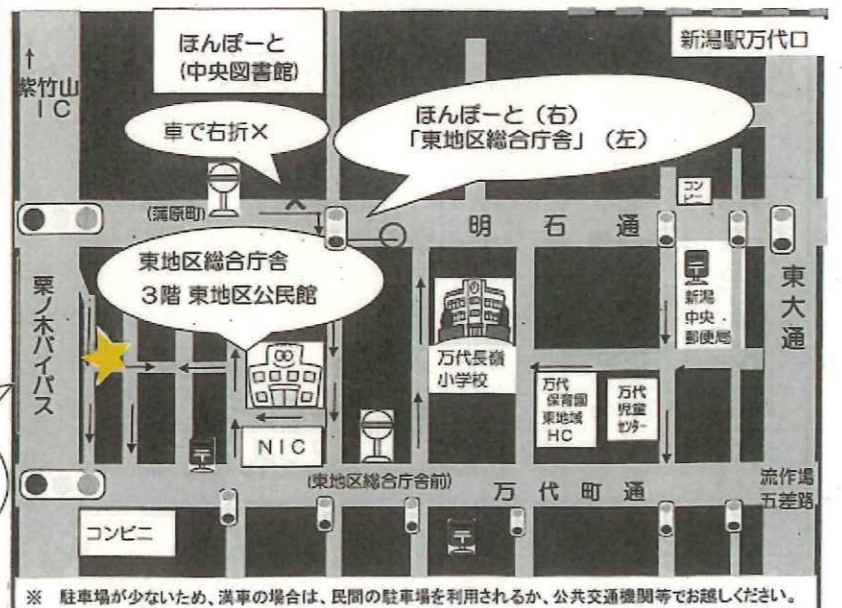 新潟駅万代口
ほんぽーと
(中央図書館)
↑
紫竹山
IC
車で右折×
ほんぽーと（右）
「東地区総合庁舎」（左）
コン
ビニ
(蒲原町)
明石通
東地区総合庁舎
3階 東地区公民館
栗ノ木バイパス
万代長嶺
小学校
新潟
中央
郵便局
東大通
万代
保育園
東地域
HC
万代
児童
センター
NIC
(東地区総合庁舎前)
万代町通
流作場
五差路
コンビニ
※ 駐車場が少ないため、満車の場合は、民間の駐車場を利用されるか、公共交通機関等でお越しください。